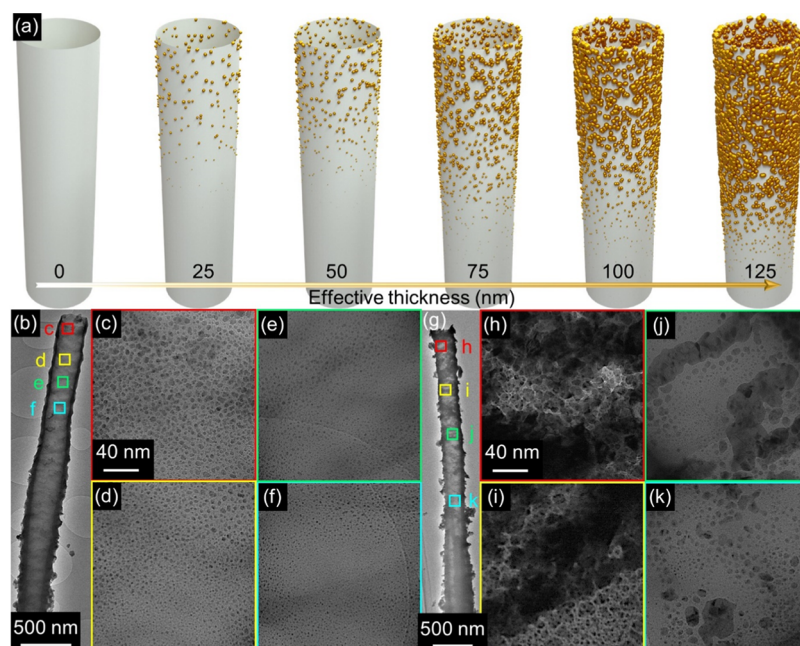 (a)
0 25 50 75 100 125
Effective thickness (nm)
(b) c (c) (e) (g) h (h) (j)
d
e
f
i
j
k
40 nm 40 nm
(d) (f) (i) (k)
500 nm 500 nm